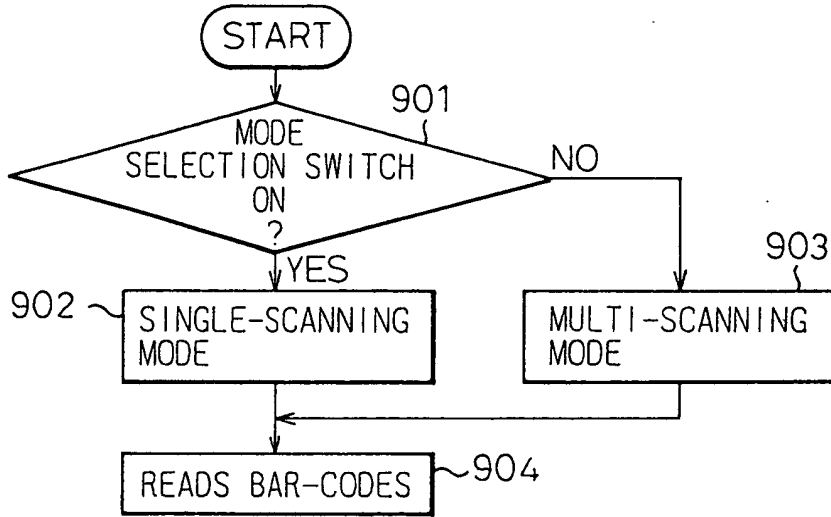 START
901
MODE
SELECTION SWITCH
ON
?
NO
YES
903
902
SINGLE-SCANNING
MODE
MULTI-SCANNING
MODE
READS BAR-CODES
904